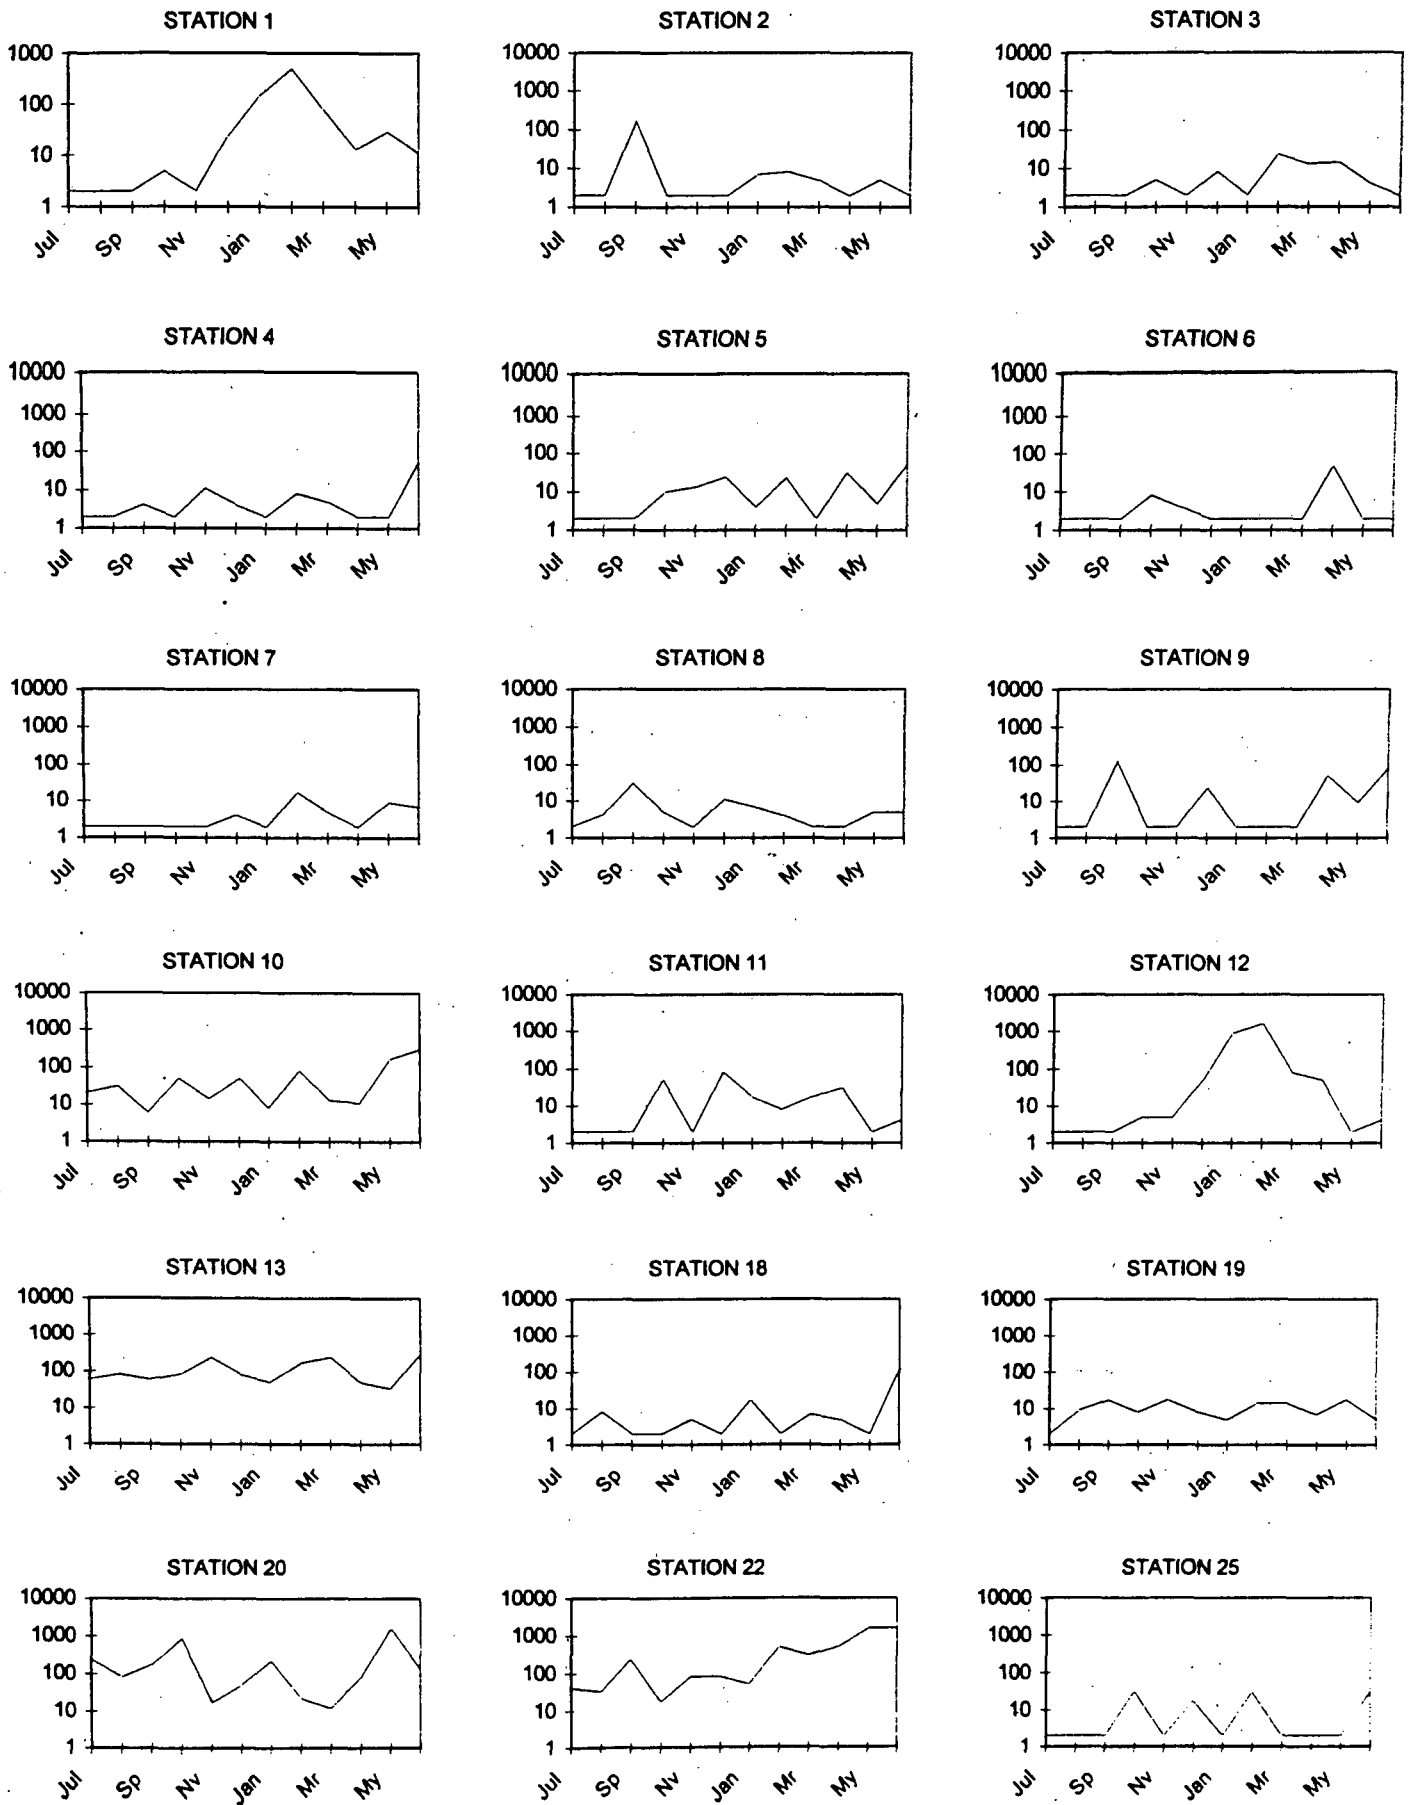 STATION 1 STATION 2 STATION 3
1000 10000 10000
100 1000 1000
10 100 100
1 10 10
1 1
Jul Sp Nv Jan Mr My Jul Sp Nv Jan Mr My Jul Sp Nv Jan Mr My
STATION 4 STATION 5 STATION 6
10000 10000 10000
1000 1000 1000
100 100 100
10 10 10
1 1 1
Jul Sp Nv Jan Mr My Jul Sp Nv Jan Mr My Jul Sp Nv Jan Mr My
STATION 7 STATION 8 STATION 9
10000 10000 10000
1000 1000 1000
100 100 100
10 10 10
1 1 1
Jul Sp Nv Jan Mr My Jul Sp Nv Jan Mr My Jul Sp Nv Jan Mr My
STATION 10 STATION 11 STATION 12
10000 10000 10000
1000 1000 1000
100 100 100
10 10 10
1 1 1
Jul Sp Nv Jan Mr My Jul Sp Nv Jan Mr My Jul Sp Nv Jan Mr My
STATION 13 STATION 18 STATION 19
10000 10000 10000
1000 1000 1000
100 100 100
10 10 10
1 1 1
Jul Sp Nv Jan Mr My Jul Sp Nv Jan Mr My Jul Sp Nv Jan Mr My
STATION 20 STATION 22 STATION 25
10000 10000 10000
1000 1000 1000
100 100 100
10 10 10
1 1 1
Jul Sp Nv Jan Mr My Jul Sp Nv Jan Mr My Jul Sp Nv Jan Mr My